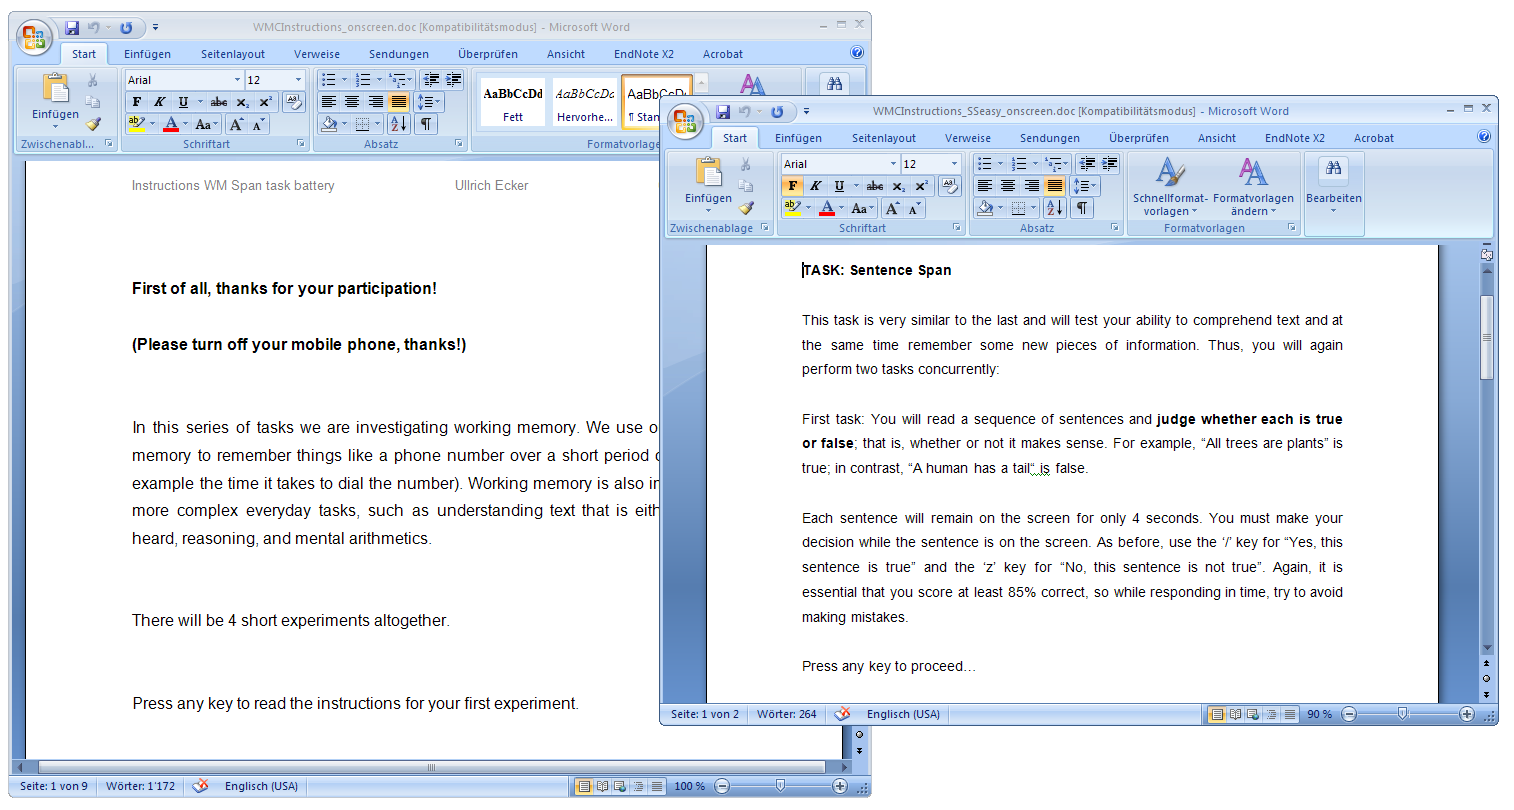 WMCInstructions_onscreen.doc [Kompatibilitätsmodus] - Microsoft Word
Start Einfügen Seitenlayout Verweise Sendungen Überprüfen Ansicht EndNote X2 Acrobat
Einfügen
Arial 12
F K U abc x₂ x² Aa
ab A Aa A A
AaBbCcDd AaBbCcDd AaBbCcDd
Fett Hervorhe... ¶ Stan
Zwischenabl... Schriftart Absatz Formatvorlage
Instructions WM Span task battery Ullrich Ecker
First of all, thanks for your participation!
(Please turn off your mobile phone, thanks!)
In this series of tasks we are investigating working memory. We use o
memory to remember things like a phone number over a short period
example the time it takes to dial the number). Working memory is also in
more complex everyday tasks, such as understanding text that is eith
heard, reasoning, and mental arithmetics.
There will be 4 short experiments altogether.
Press any key to read the instructions for your first experiment.
Seite: 1 von 9 Wörter: 1'172 Englisch (USA) 100 %
WMCInstructions_SSeasy_onscreen.doc [Kompatibilitätsmodus] - Microsoft Word
Start Einfügen Seitenlayout Verweise Sendungen Überprüfen Ansicht EndNote X2 Acrobat
Einfügen
Arial 12
F K U abc x₂ x² Aa
ab A Aa A A
Schnellformat-vorlagen Formatvorlagen ändern Bearbeiten
Zwischenablage Schriftart Absatz Formatvorlagen
TASK: Sentence Span
This task is very similar to the last and will test your ability to comprehend text and at
the same time remember some new pieces of information. Thus, you will again
perform two tasks concurrently:
First task: You will read a sequence of sentences and judge whether each is true
or false; that is, whether or not it makes sense. For example, “All trees are plants” is
true; in contrast, “A human has a tail“ is false.
Each sentence will remain on the screen for only 4 seconds. You must make your
decision while the sentence is on the screen. As before, use the ‘/’ key for “Yes, this
sentence is true” and the ‘z’ key for “No, this sentence is not true”. Again, it is
essential that you score at least 85% correct, so while responding in time, try to avoid
making mistakes.
Press any key to proceed…
Seite: 1 von 2 Wörter: 264 Englisch (USA) 90 %